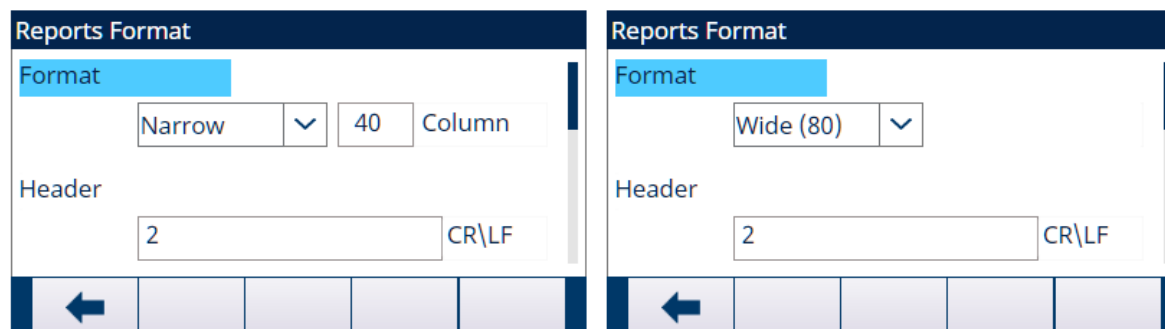 Reports Format
Format
Narrow 40 Column
Header
2 CR\LF
Reports Format
Format
Wide (80)
Header
2 CR\LF